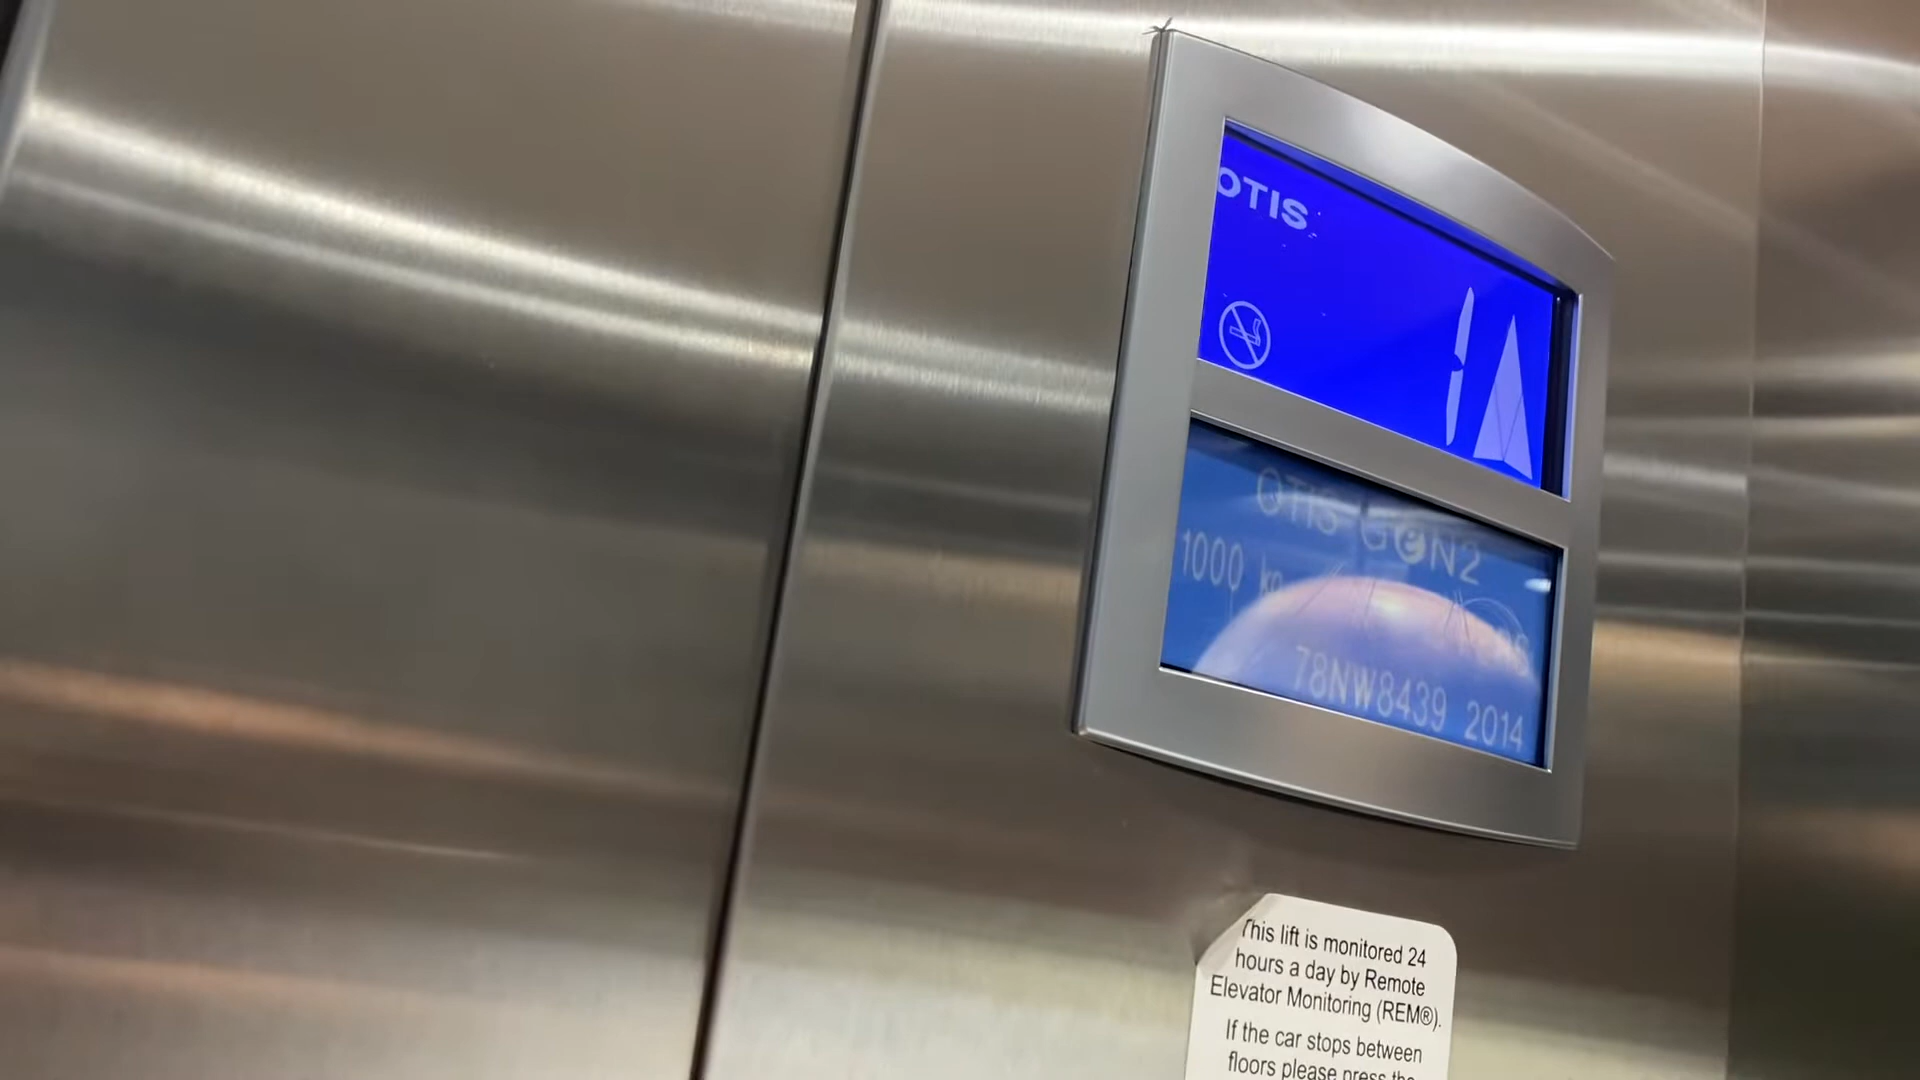 OTIS
1
OTIS GeN2
1000 kg
78NW8439 2014
This lift is monitored 24
hours a day by Remote
Elevator Monitoring (REM®).
If the car stops between
floors please press the